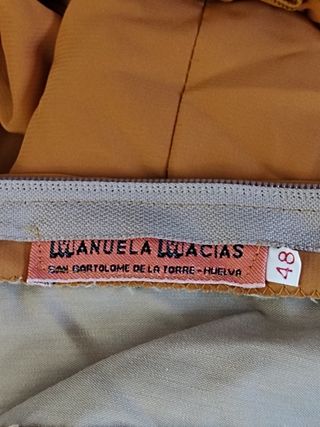 MANUELA MACIAS
SAN BARTOLOME DE LA TORRE - HUELVA
48